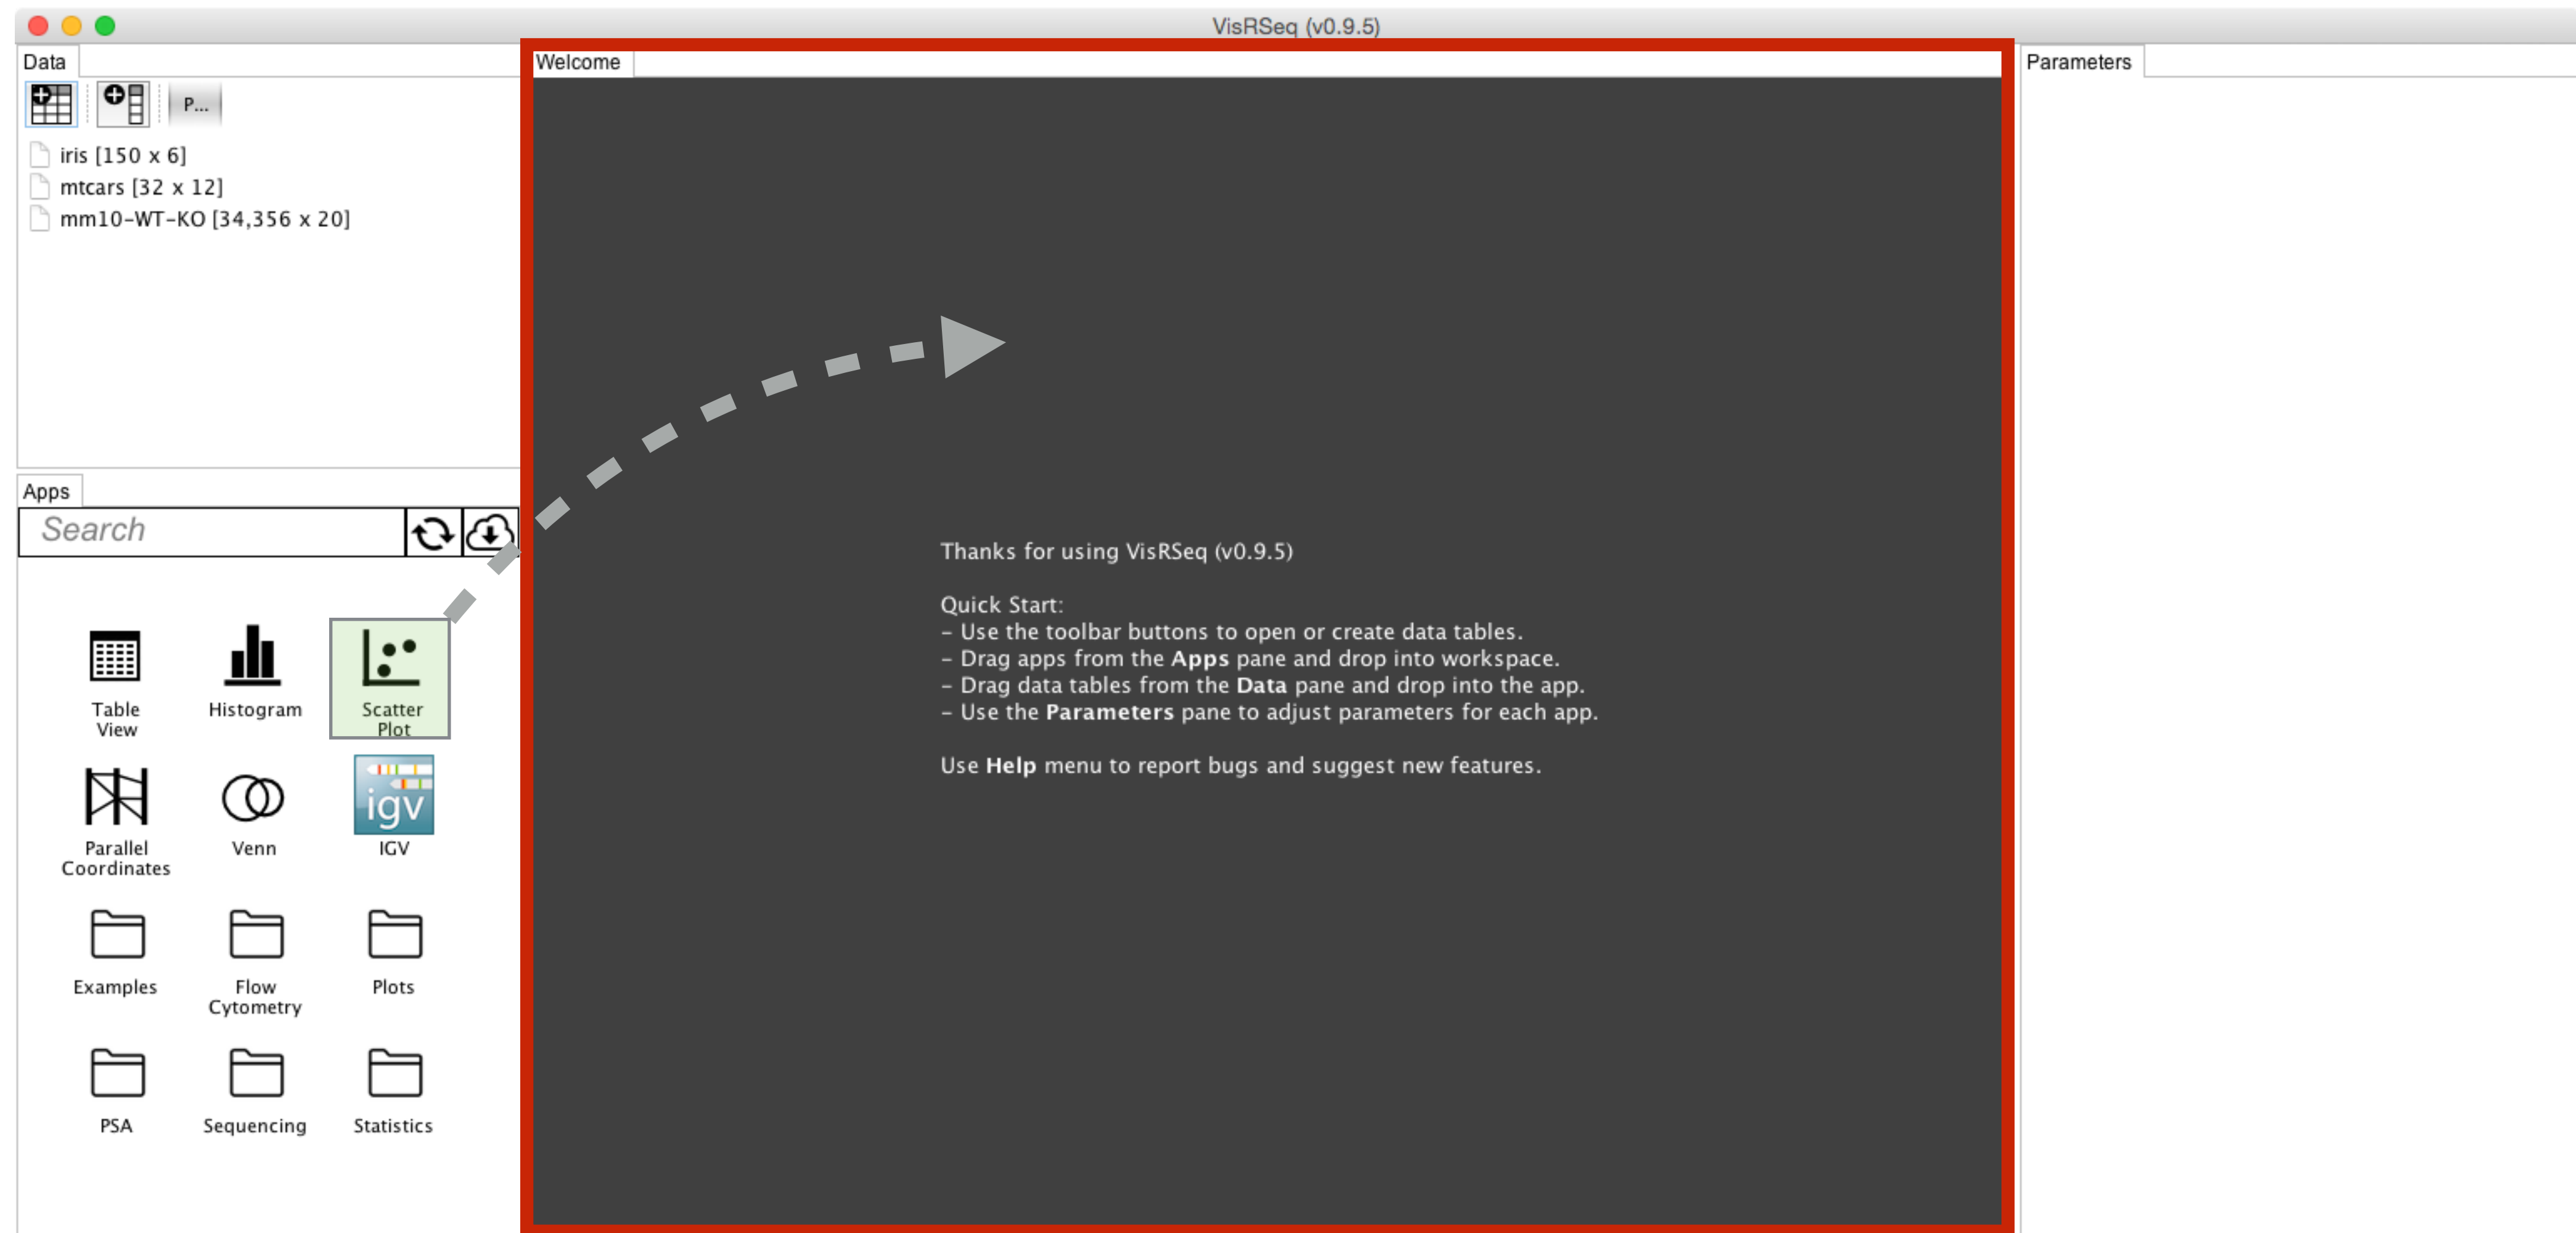 VisRSeq (v0.9.5)
Data
P...
iris [150 x 6]
mtcars [32 x 12]
mm10-WT-KO [34,356 x 20]
Apps
Search
Table
View
Histogram
Scatter
Plot
Parallel
Coordinates
Venn
igv
IGV
Examples
Flow
Cytometry
Plots
PSA
Sequencing
Statistics
Welcome
Thanks for using VisRSeq (v0.9.5)
Quick Start:
– Use the toolbar buttons to open or create data tables.
– Drag apps from the Apps pane and drop into workspace.
– Drag data tables from the Data pane and drop into the app.
– Use the Parameters pane to adjust parameters for each app.
Use Help menu to report bugs and suggest new features.
Parameters